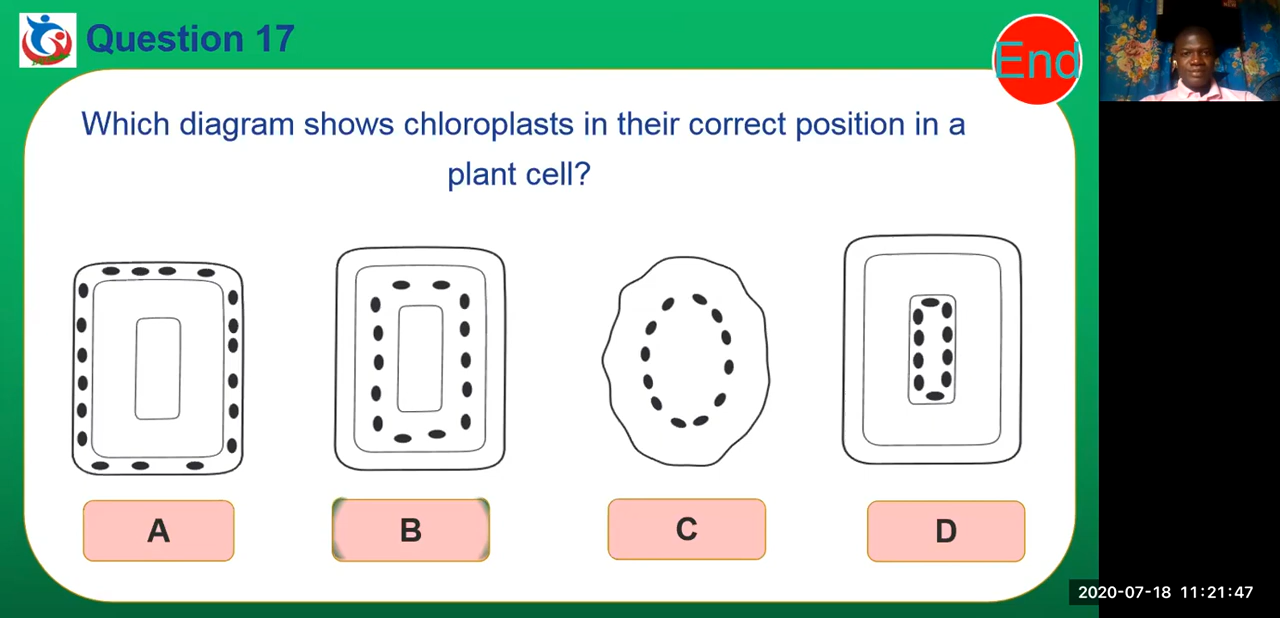 Question 17
End
Which diagram shows chloroplasts in their correct position in a
plant cell?
A
B
C
D
2020-07-18 11:21:47